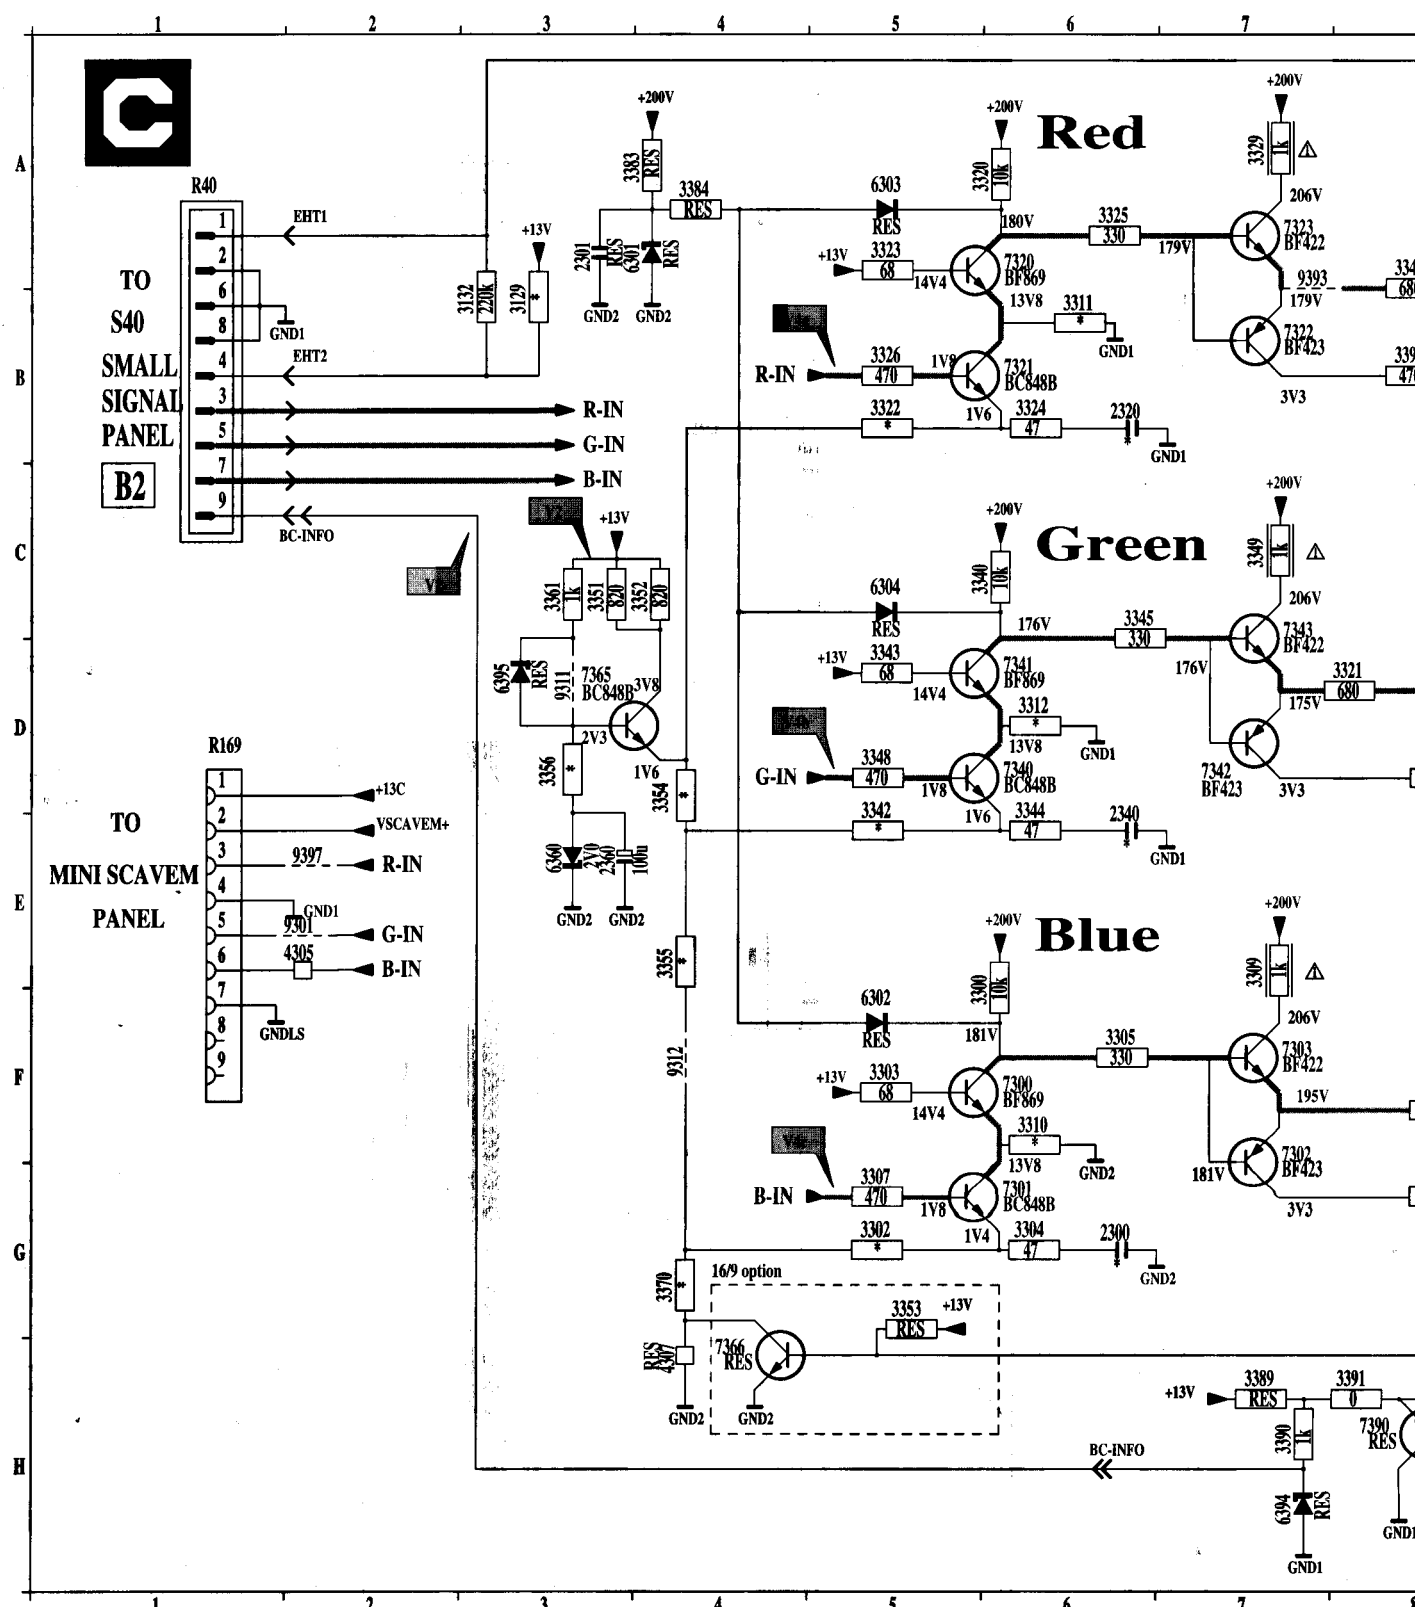 1 2 3 4 5 6 7
C
A
R40
1
2
6
8
4
3
5
7
9
EHT1
GND1
EHT2
R-IN
G-IN
B-IN
BC-INFO
TO
S40
SMALL
SIGNAL
PANEL
B2
3132
220k
+13V
3129
*
+200V
3383
RES
3384
RES
2301
RES
6301
RES
GND2
GND2
Red
+200V
3320
10k
6303
RES
180V
+13V
3323
68
14V4
7320
BF869
13V8
3311
*
GND1
3325
330
179V
+200V
3329
1k
206V
7323
BF422
9393
179V
7322
BF423
3V3
B
R-IN
3326
470
1V8
7321
BC848B
1V6
3322
*
3324
47
2320
*
GND1
C
V2
+13V
3361
1k
3351
820
3352
820
Green
+200V
3340
10k
6304
RES
176V
+13V
3343
68
14V4
7341
BF869
3312
*
13V8
GND1
3345
330
176V
+200V
3349
1k
206V
7343
BF422
3321
680
175V
7342
BF423
3V3
6395
RES
9311
7365
BC848B
3V8
2V3
1V6
3356
*
3354
*
6360
2V0
2360
100u
GND2
GND2
D
G-IN
3348
470
1V8
7340
BC848B
1V6
3342
*
3344
47
2340
*
GND1
R169
1
2
3
4
5
6
7
8
9
TO
MINI SCAVEM
PANEL
+13C
VSCAVEM+
9397
R-IN
GND1
9301
G-IN
4305
B-IN
GNDLS
E
3355
*
9312
Blue
+200V
3300
10k
6302
RES
181V
+13V
3303
68
14V4
7300
BF869
3310
*
13V8
GND2
3305
330
+200V
3309
1k
206V
7303
BF422
195V
7302
BF423
181V
3V3
F
B-IN
3307
470
1V8
7301
BC848B
1V4
3302
*
3304
47
2300
*
GND2
G
3370
*
16/9 option
3353
RES
+13V
7366
RES
RES
4307
GND2
GND2
+13V
3389
RES
3391
0
3390
1k
7390
RES
BC-INFO
6394
RES
GND1
GND1
H
1 2 3 4 5 6 7 8